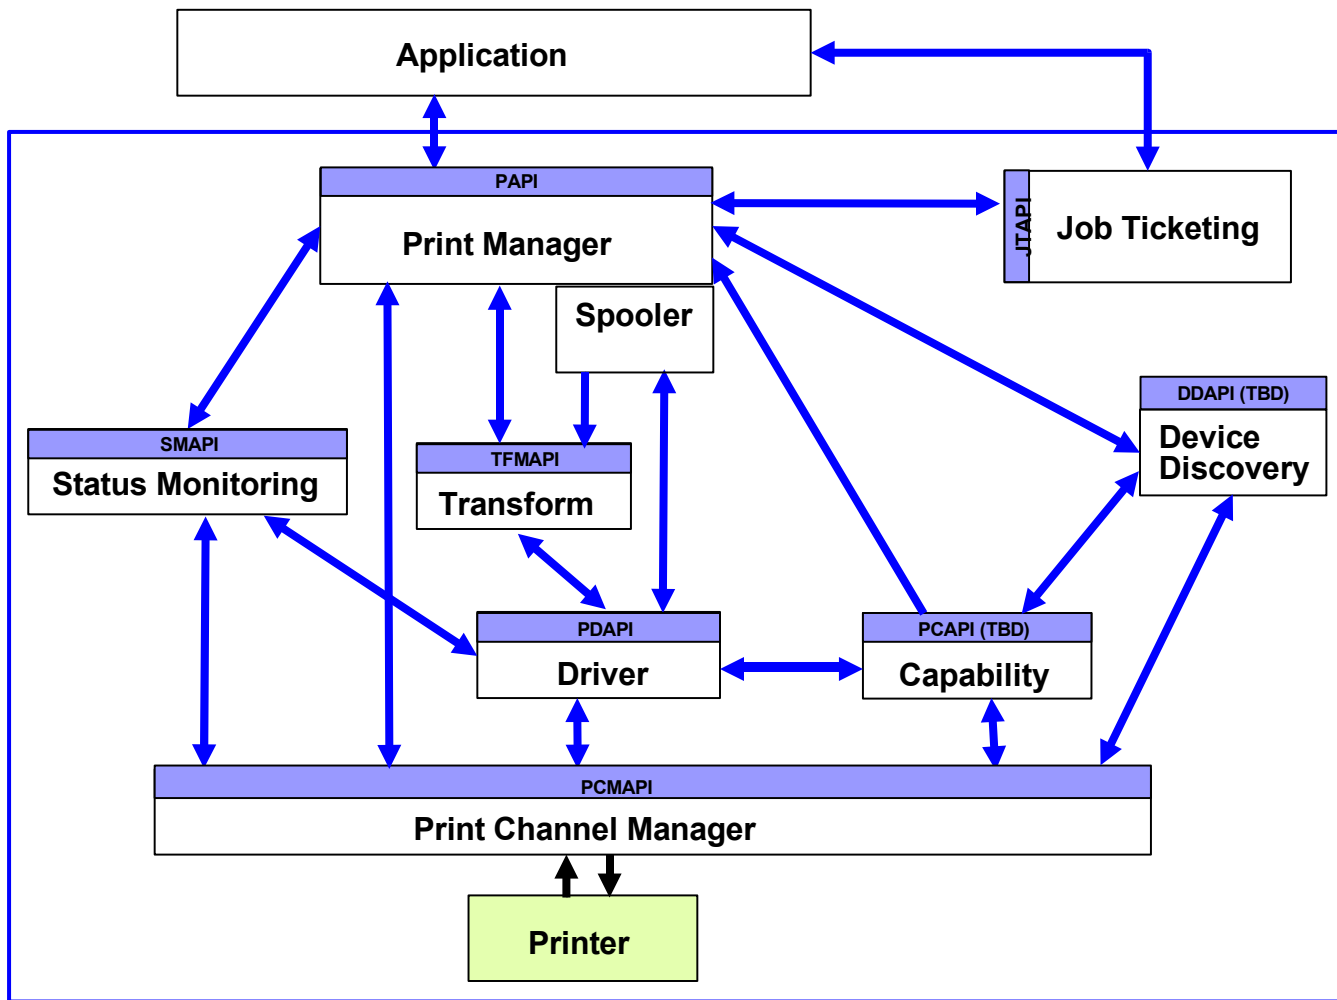 Application
PAPI
Print Manager
JTAPI
Job Ticketing
Spooler
DDAPI (TBD)
Device
Discovery
SMAPI
Status Monitoring
TFMAPI
Transform
PDAPI
Driver
PCAPI (TBD)
Capability
PCMAPI
Print Channel Manager
Printer